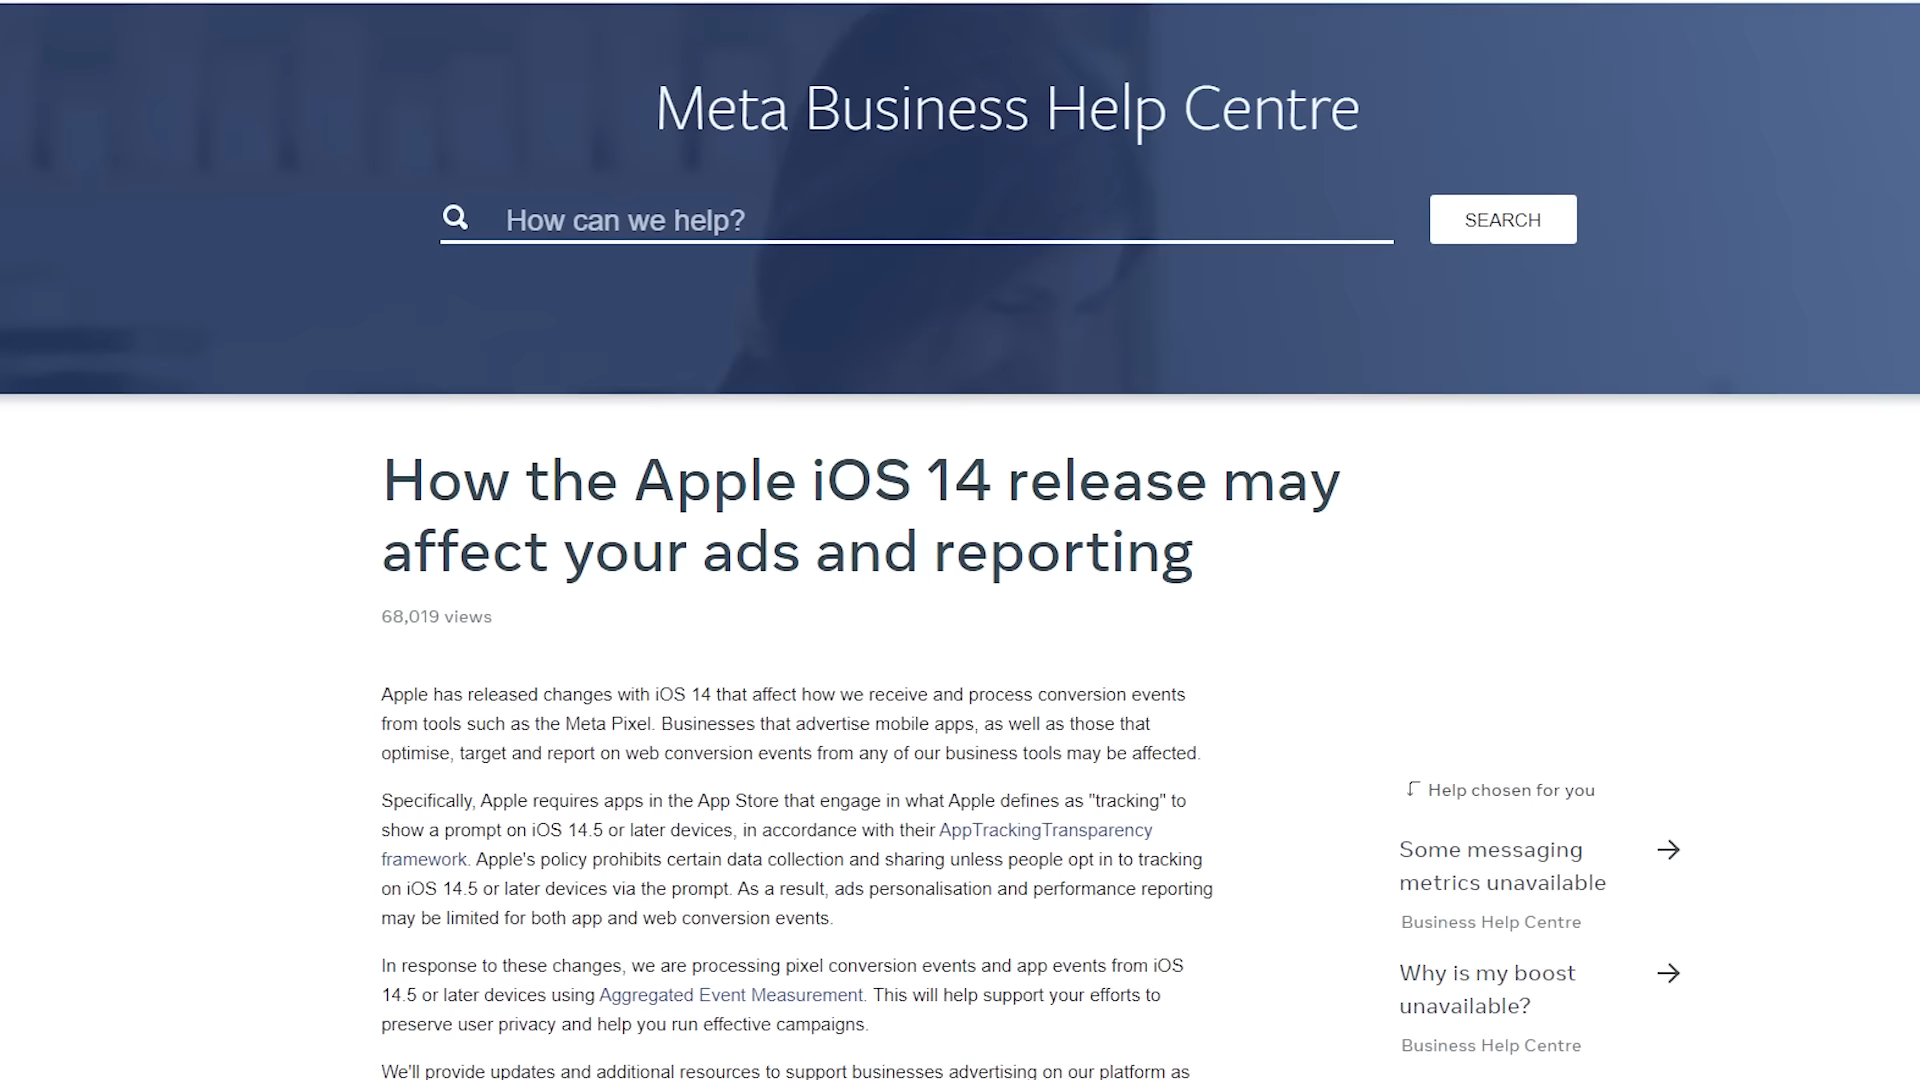 Meta Business Help Centre
How can we help?
SEARCH
How the Apple iOS 14 release may
affect your ads and reporting
68,019 views
Apple has released changes with iOS 14 that affect how we receive and process conversion events
from tools such as the Meta Pixel. Businesses that advertise mobile apps, as well as those that
optimise, target and report on web conversion events from any of our business tools may be affected.
Specifically, Apple requires apps in the App Store that engage in what Apple defines as "tracking" to
show a prompt on iOS 14.5 or later devices, in accordance with their AppTrackingTransparency
framework. Apple's policy prohibits certain data collection and sharing unless people opt in to tracking
on iOS 14.5 or later devices via the prompt. As a result, ads personalisation and performance reporting
may be limited for both app and web conversion events.
In response to these changes, we are processing pixel conversion events and app events from iOS
14.5 or later devices using Aggregated Event Measurement. This will help support your efforts to
preserve user privacy and help you run effective campaigns.
We'll provide updates and additional resources to support businesses advertising on our platform as
Help chosen for you
Some messaging
metrics unavailable
Business Help Centre
Why is my boost
unavailable?
Business Help Centre